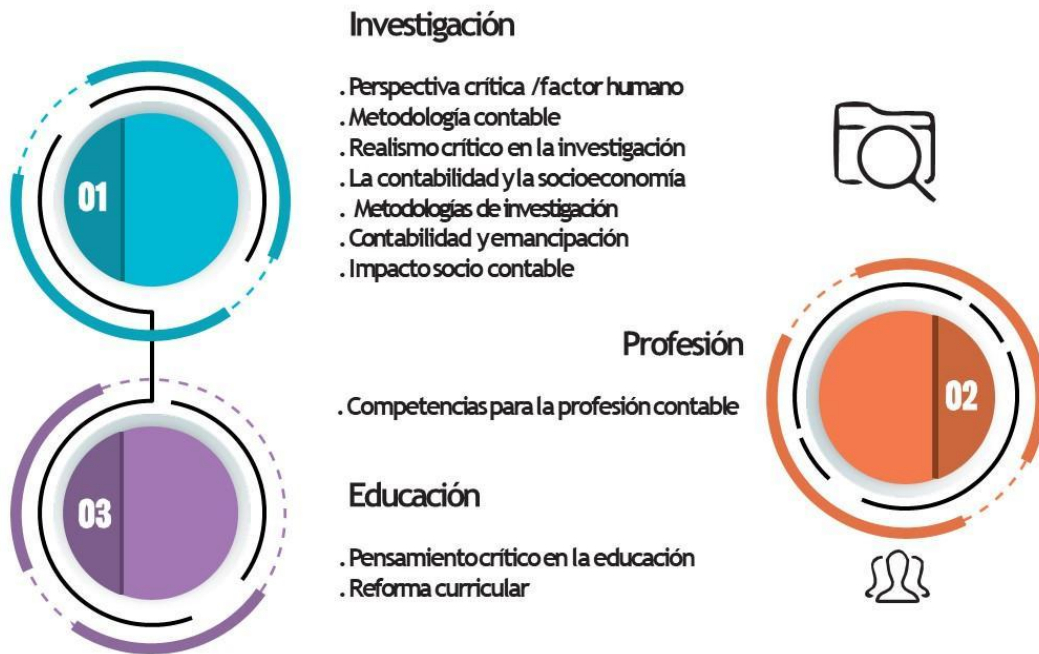 Investigación
. Perspectiva crítica /factor humano
. Metodología contable
. Realismo crítico en la investigación
. La contabilidad y la socioeconomía
. Metodologías de investigación
. Contabilidad y emancipación
. Impacto socio contable
01
Profesión
. Competencias para la profesión contable
02
Educación
. Pensamiento crítico en la educación
. Reforma curricular
03